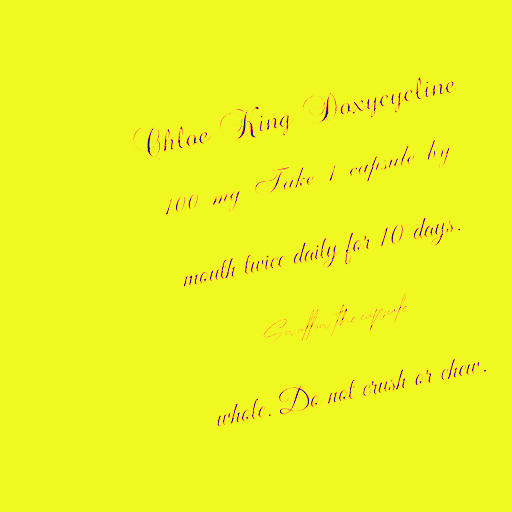 Chloe King Doxycycline
100 mg Take 1 capsule by
mouth twice daily for 10 days.
Swallow the capsule
whole. Do not crush or chew.